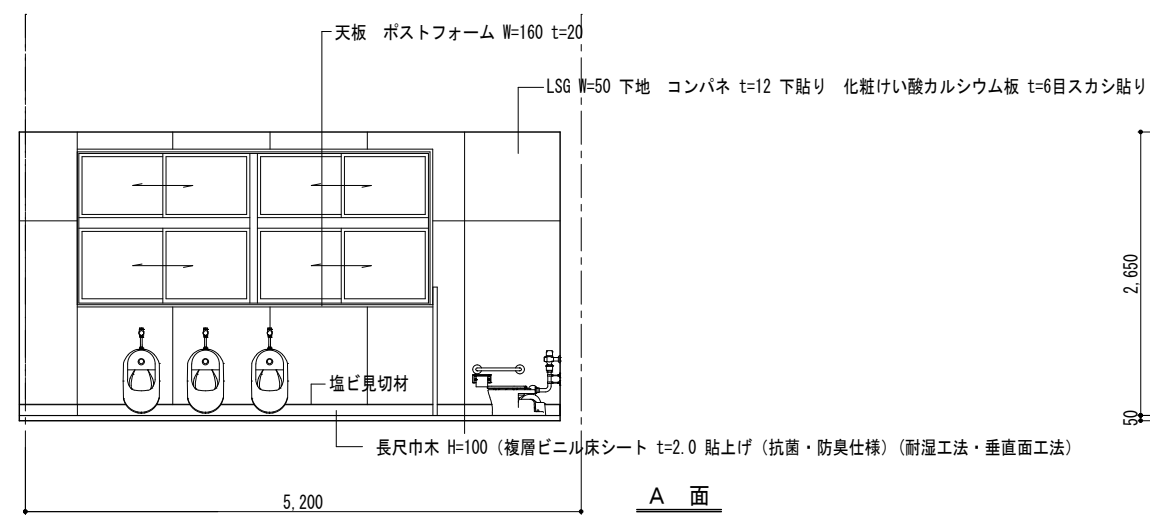 天板　ポストフォーム W=160 t=20
LSG W=50 下地　コンパネ t=12 下貼り　化粧けい酸カルシウム板 t=6目スカシ貼り
2,650
塩ビ見切材
50
長尺巾木 H=100（複層ビニル床シート t=2.0 貼上げ（抗菌・防臭仕様）（耐湿工法・垂直面工法）
5,200
A　面